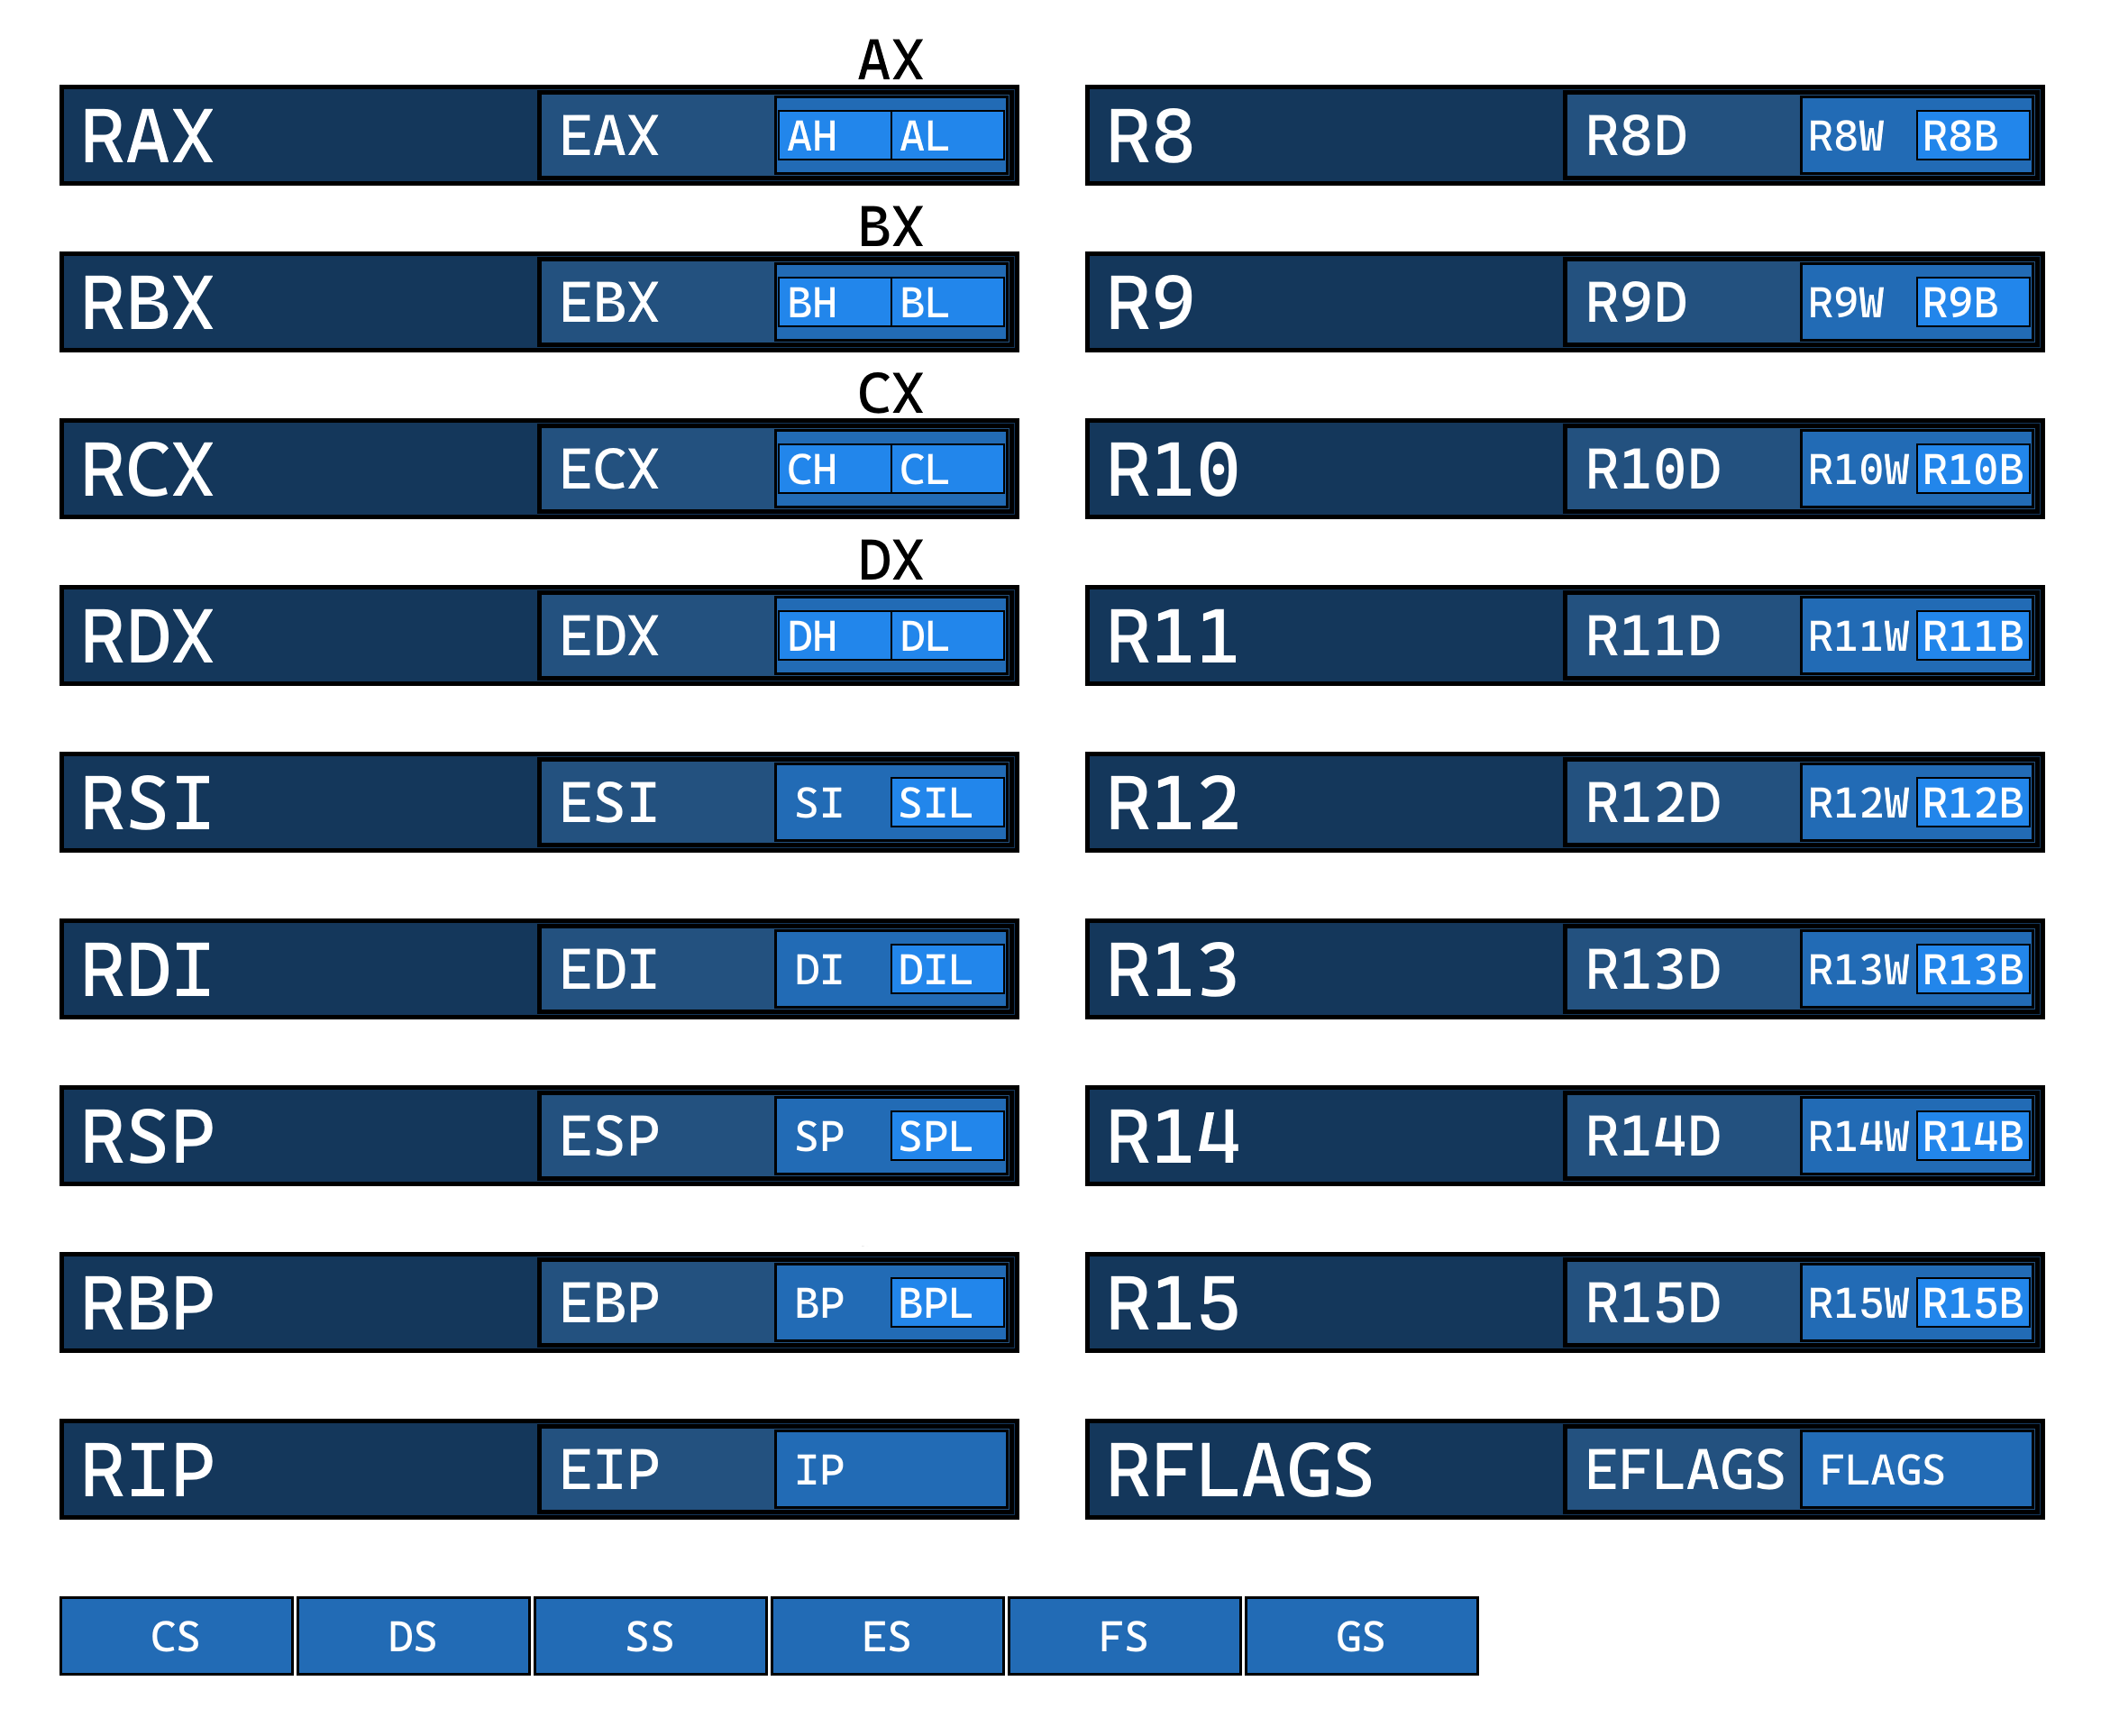 AX
RAX EAX AH AL R8 R8D R8W R8B
BX
RBX EBX BH BL R9 R9D R9W R9B
CX
RCX ECX CH CL R10 R10D R10W R10B
DX
RDX EDX DH DL R11 R11D R11W R11B
RSI ESI SI SIL R12 R12D R12W R12B
RDI EDI DI DIL R13 R13D R13W R13B
RSP ESP SP SPL R14 R14D R14W R14B
RBP EBP BP BPL R15 R15D R15W R15B
RIP EIP IP RFLAGS EFLAGS FLAGS
CS DS SS ES FS GS